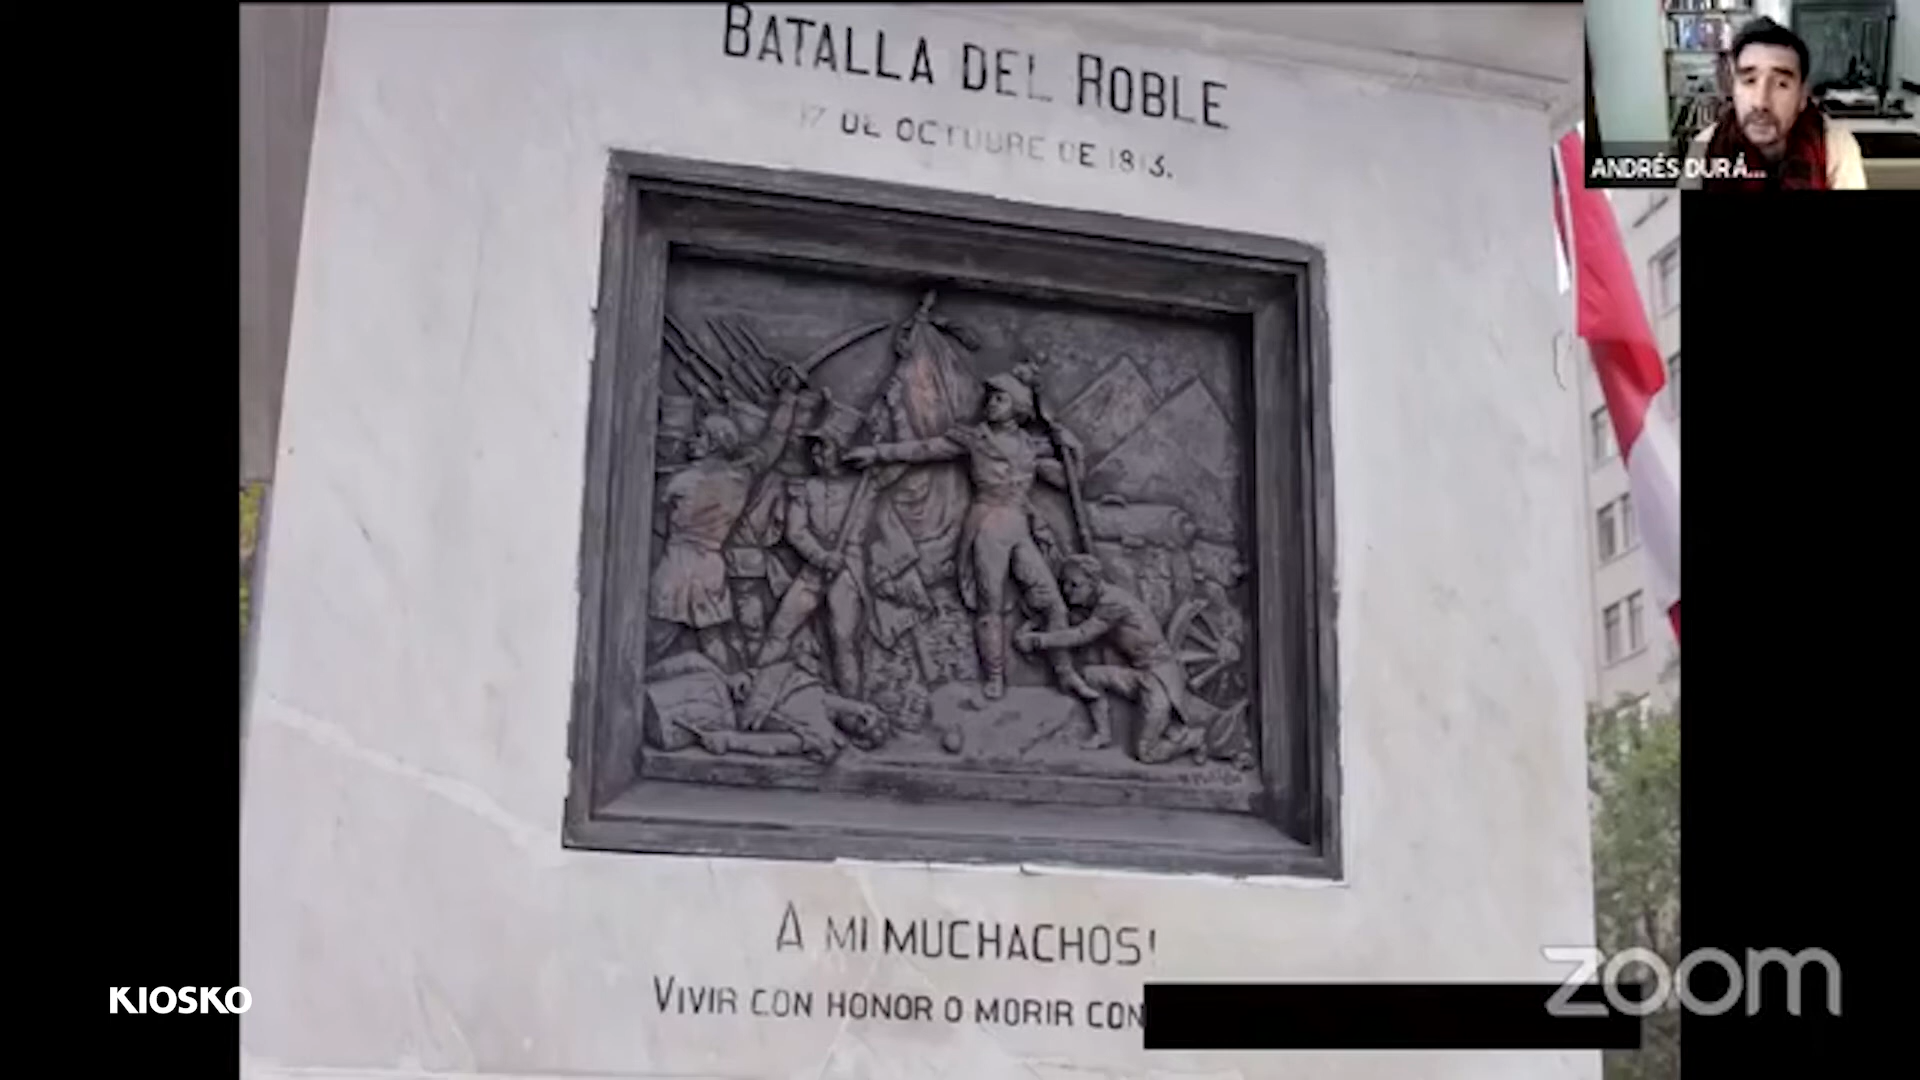 BATALLA DEL ROBLE
17 DE OCTUBRE DE 1813.
A MI MUCHACHOS!
VIVIR CON HONOR O MORIR CON
ANDRÉS DURÁ...
KIOSKO
zoom